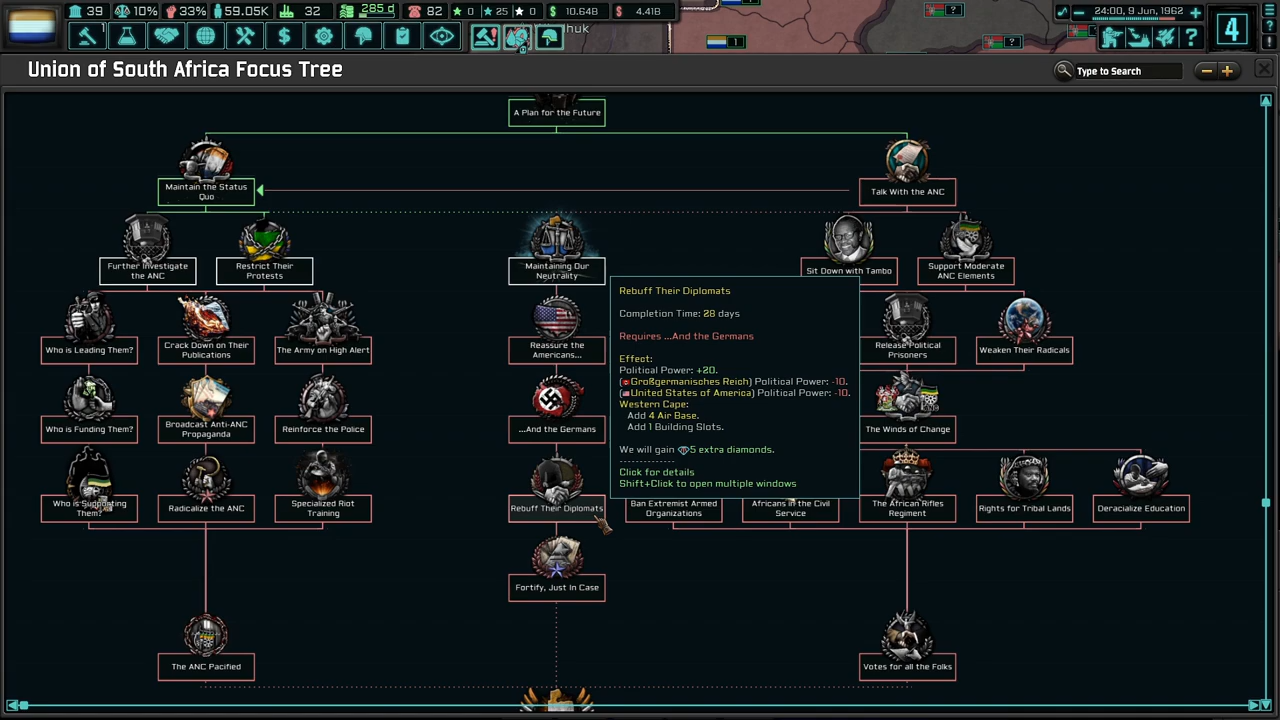 39 10% 33% 59.05K 32 285.d 82 0 25 0 $ 10.64B $ 4.41B
24:00, 9 Jun, 1962
4
huk
1
?
?
Union of South Africa Focus Tree
Type to Search
A Plan for the Future
Maintain the Status
Quo
Talk With the ANC
Further Investigate
the ANC
Restrict Their
Protests
Maintaining Our
Neutrality
Sit Down with Tambo
Support Moderate
ANC Elements
Rebuff Their Diplomats
Completion Time: 28 days
Requires ...And the Germans
Effect:
Political Power: +20.
(Großgermanisches Reich) Political Power: -10.
(United States of America) Political Power: -10.
Western Cape:
Add 4 Air Base.
Add 1 Building Slots.
We will gain 5 extra diamonds.
--------------
Click for details
Shift+Click to open multiple windows
Who is Leading Them?
Crack Down on Their
Publications
The Army on High Alert
Reassure the
Americans...
Release Political
Prisoners
Weaken Their Radicals
Who is Funding Them?
Broadcast Anti-ANC
Propaganda
Reinforce the Police
...And the Germans
The Winds of Change
Who is Supporting
Them?
Radicalize the ANC
Specialized Riot
Training
Rebuff Their Diplomats
Ban Extremist Armed
Organizations
Africans in the Civil
Service
The African Rifles
Regiment
Rights for Tribal Lands
Deracialize Education
Fortify, Just In Case
The ANC Pacified
Votes for all the Folks